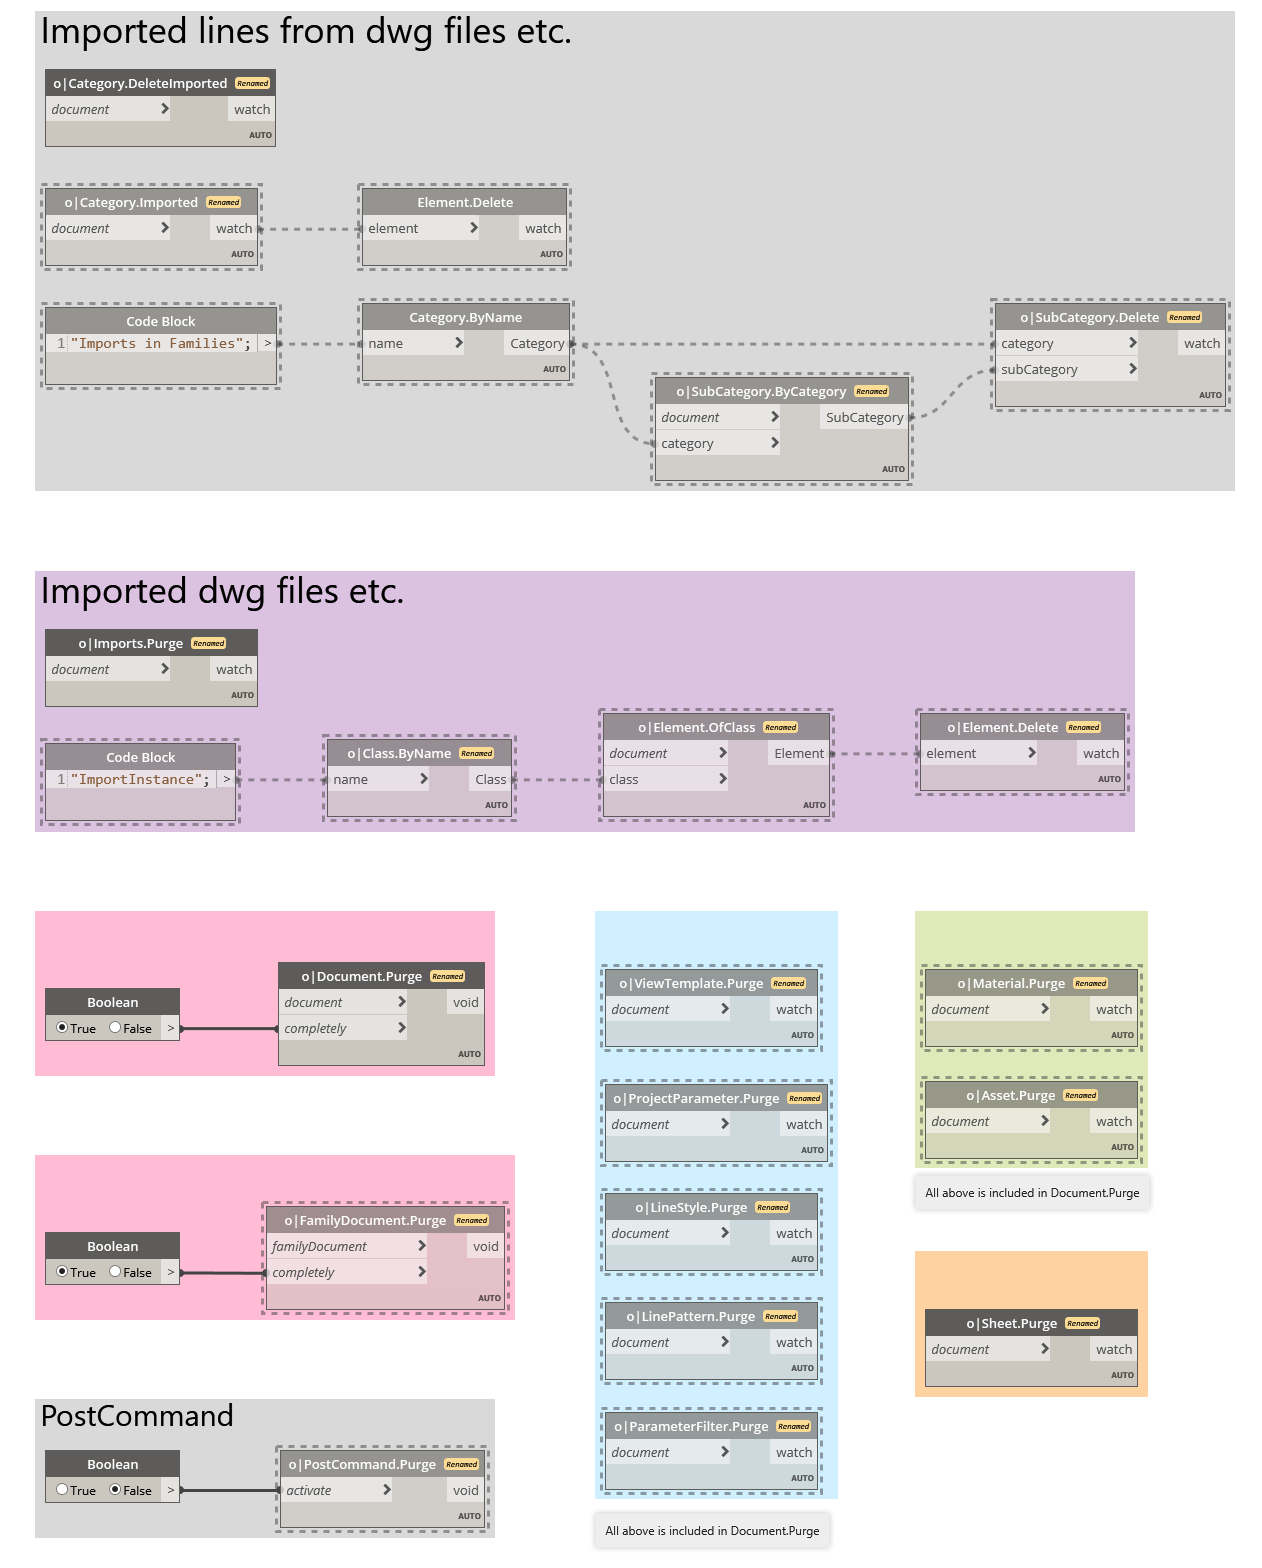 Imported lines from dwg files etc.
o|Category.DeleteImported Renamed
document > watch
AUTO
o|Category.Imported Renamed
document > watch
AUTO
Element.Delete
element > watch
AUTO
Code Block
1 "Imports in Families"; >
Category.ByName
name > Category
AUTO
o|SubCategory.ByCategory Renamed
document > SubCategory
category >
AUTO
o|SubCategory.Delete Renamed
category > watch
subCategory >
AUTO
Imported dwg files etc.
o|Imports.Purge Renamed
document > watch
AUTO
Code Block
1 "ImportInstance"; >
o|Class.ByName Renamed
name > Class
AUTO
o|Element.OfClass Renamed
document > Element
class >
AUTO
o|Element.Delete Renamed
element > watch
AUTO
Boolean
True False >
o|Document.Purge Renamed
document > void
completely >
AUTO
Boolean
True False >
o|FamilyDocument.Purge Renamed
familyDocument > void
completely >
AUTO
PostCommand
Boolean
True False >
o|PostCommand.Purge Renamed
activate > void
AUTO
o|ViewTemplate.Purge Renamed
document > watch
AUTO
o|ProjectParameter.Purge Renamed
document > watch
AUTO
o|LineStyle.Purge Renamed
document > watch
AUTO
o|LinePattern.Purge Renamed
document > watch
AUTO
o|ParameterFilter.Purge Renamed
document > watch
AUTO
All above is included in Document.Purge
o|Material.Purge Renamed
document > watch
AUTO
o|Asset.Purge Renamed
document > watch
AUTO
All above is included in Document.Purge
o|Sheet.Purge Renamed
document > watch
AUTO